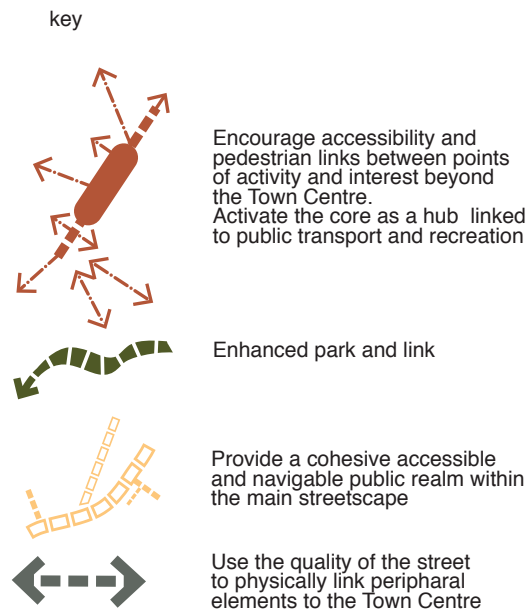 key
Encourage accessibility and
pedestrian links between points
of activity and interest beyond
the Town Centre.
Activate the core as a hub linked
to public transport and recreation
Enhanced park and link
Provide a cohesive accessible
and navigable public realm within
the main streetscape
Use the quality of the street
to physically link peripharal
elements to the Town Centre